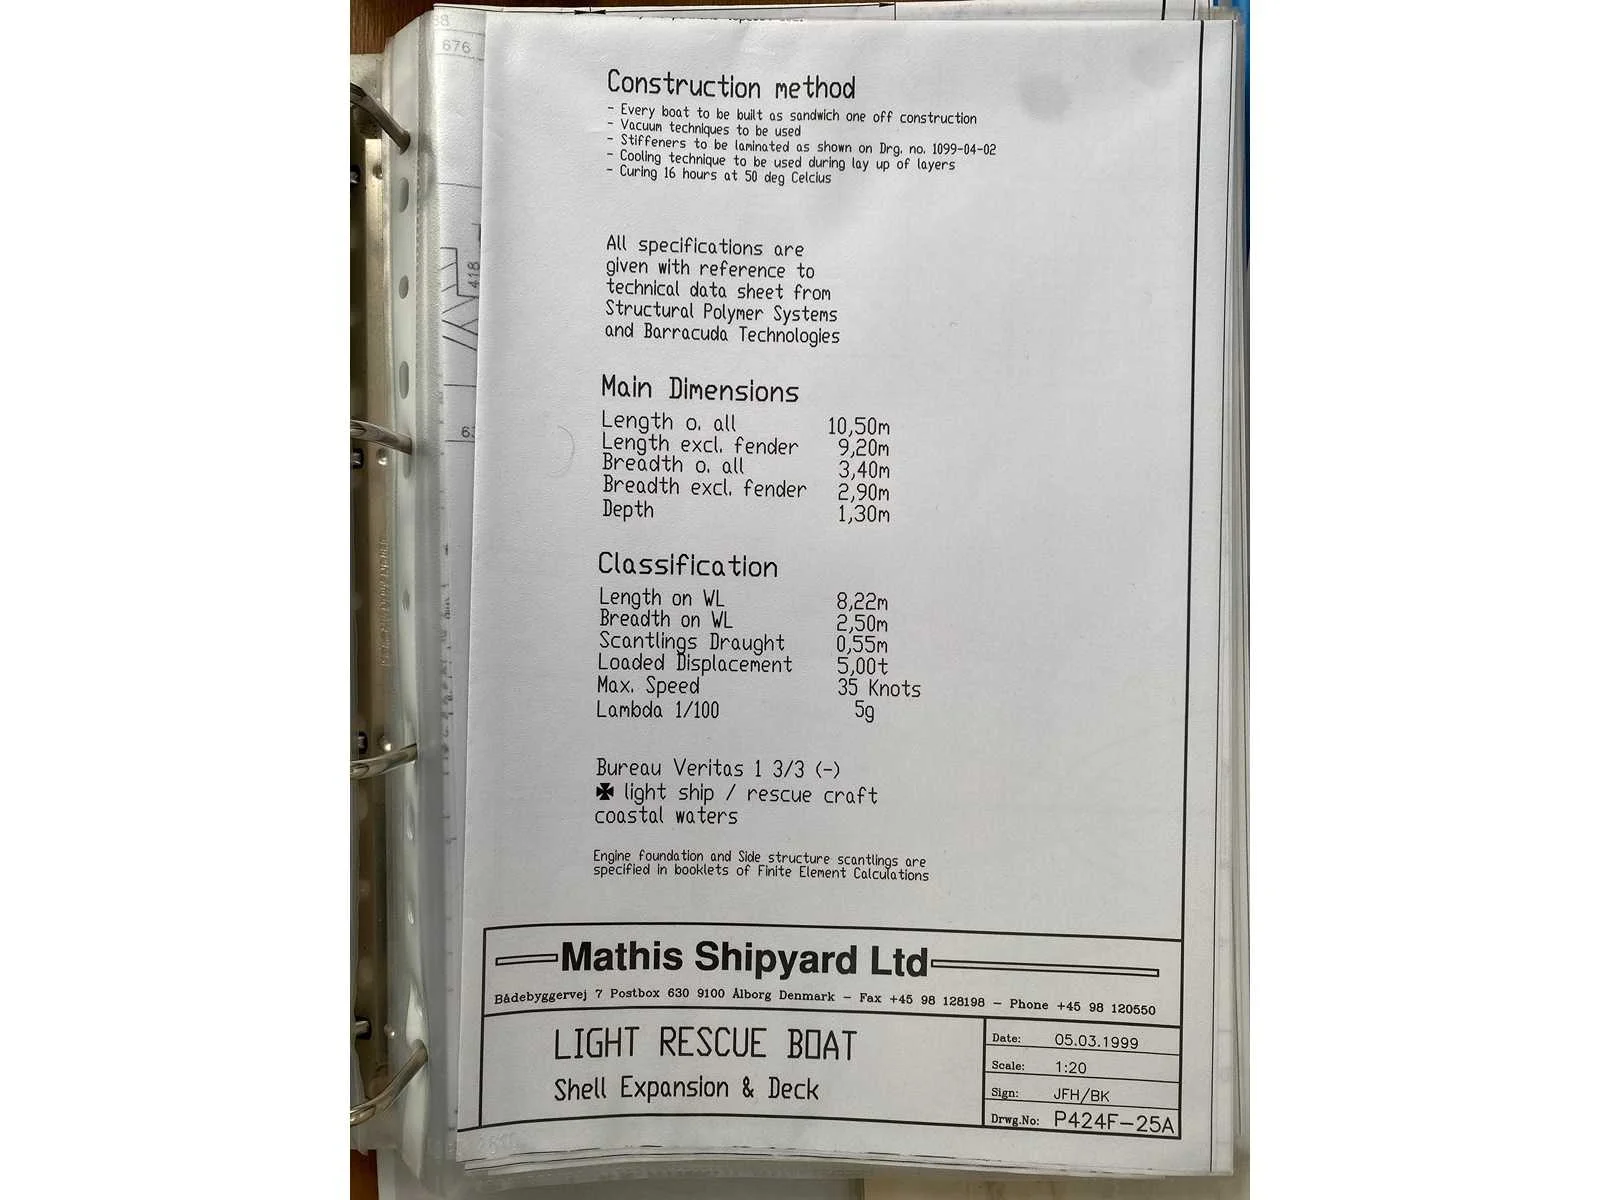 676
418
63
Construction method
- Every boat to be built as sandwich one off construction
- Vacuum techniques to be used
- Stiffeners to be laminated as shown on Drg. no. 1099-04-02
- Cooling technique to be used during lay up of layers
- Curing 16 hours at 50 deg Celcius
All specifications are
given with reference to
technical data sheet from
Structural Polymer Systems
and Barracuda Technologies
Main Dimensions
Length o. all 10,50m
Length excl. fender 9,20m
Breadth o. all 3,40m
Breadth excl. fender 2,90m
Depth 1,30m
Classification
Length on WL 8,22m
Breadth on WL 2,50m
Scantlings Draught 0,55m
Loaded Displacement 5,00t
Max. Speed 35 Knots
Lambda 1/100 5g
Bureau Veritas 1 3/3 (-)
✠ light ship / rescue craft
coastal waters
Engine foundation and Side structure scantlings are
specified in booklets of Finite Element Calculations
Mathis Shipyard Ltd
Bådebyggervej 7 Postbox 630 9100 Ålborg Denmark - Fax +45 98 128198 - Phone +45 98 120550
LIGHT RESCUE BOAT
Shell Expansion & Deck
Date: 05.03.1999
Scale: 1:20
Sign: JFH/BK
Drwg.No: P424F-25A